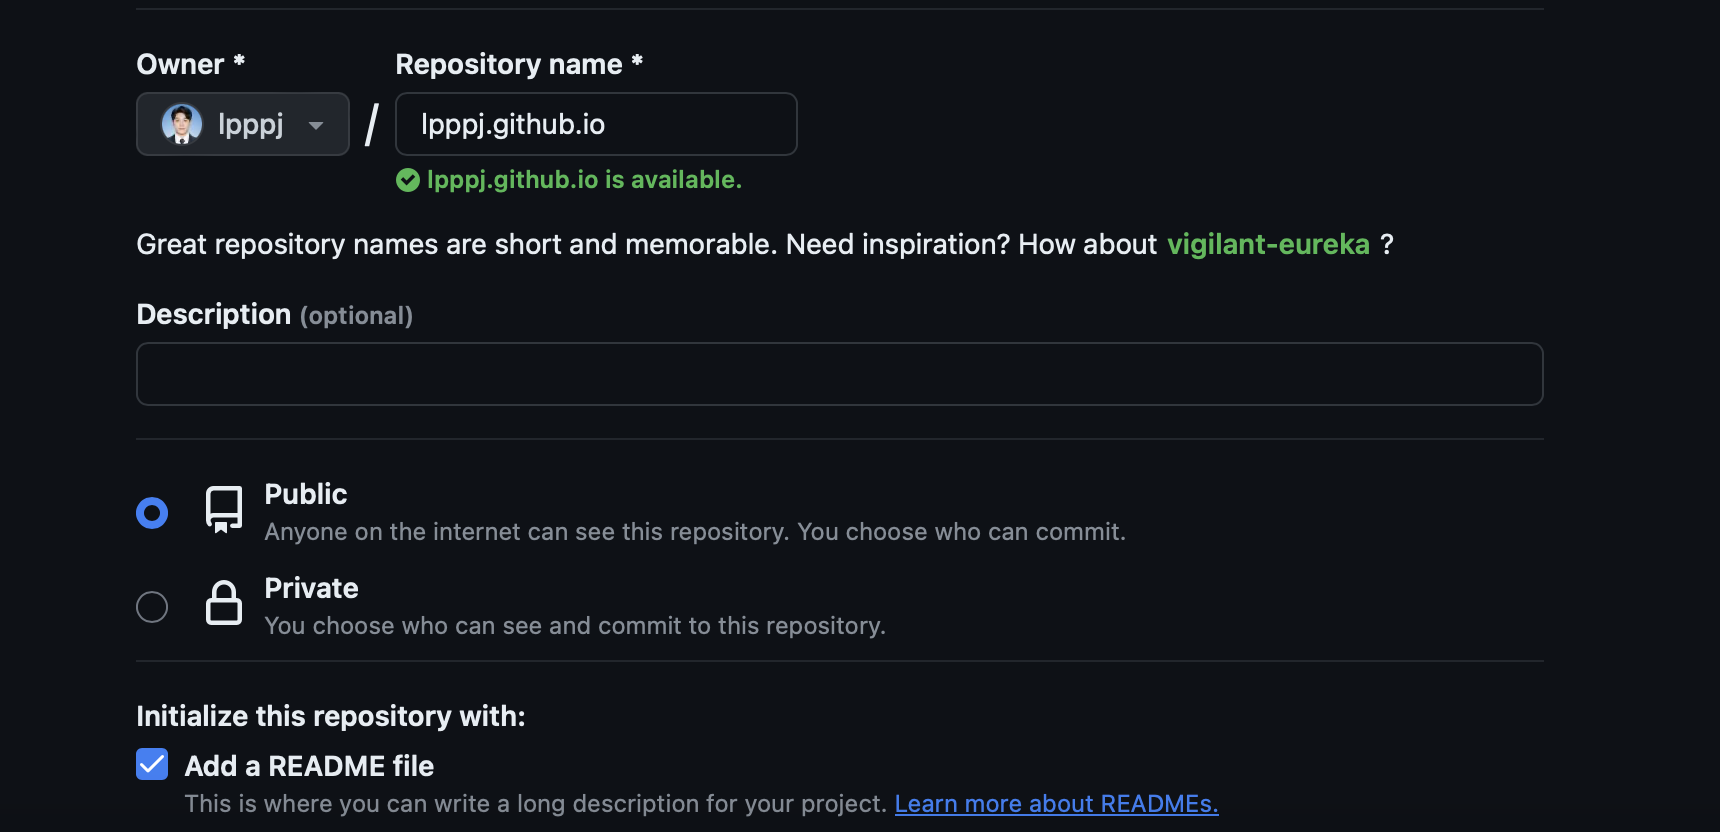 Owner *
Repository name *
lpppj
/
lpppj.github.io
lpppj.github.io is available.
Great repository names are short and memorable. Need inspiration? How about vigilant-eureka ?
Description (optional)
Public
Anyone on the internet can see this repository. You choose who can commit.
Private
You choose who can see and commit to this repository.
Initialize this repository with:
Add a README file
This is where you can write a long description for your project. Learn more about READMEs.